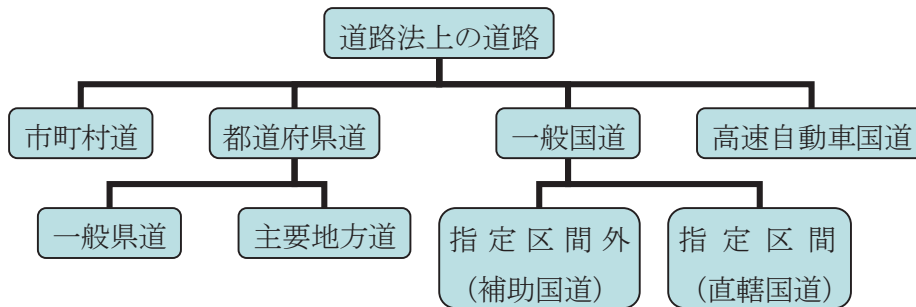 道路法上の道路
市町村道
都道府県道
一般国道
高速自動車国道
一般県道
主要地方道
指定区間外
（補助国道）
指定区間
（直轄国道）